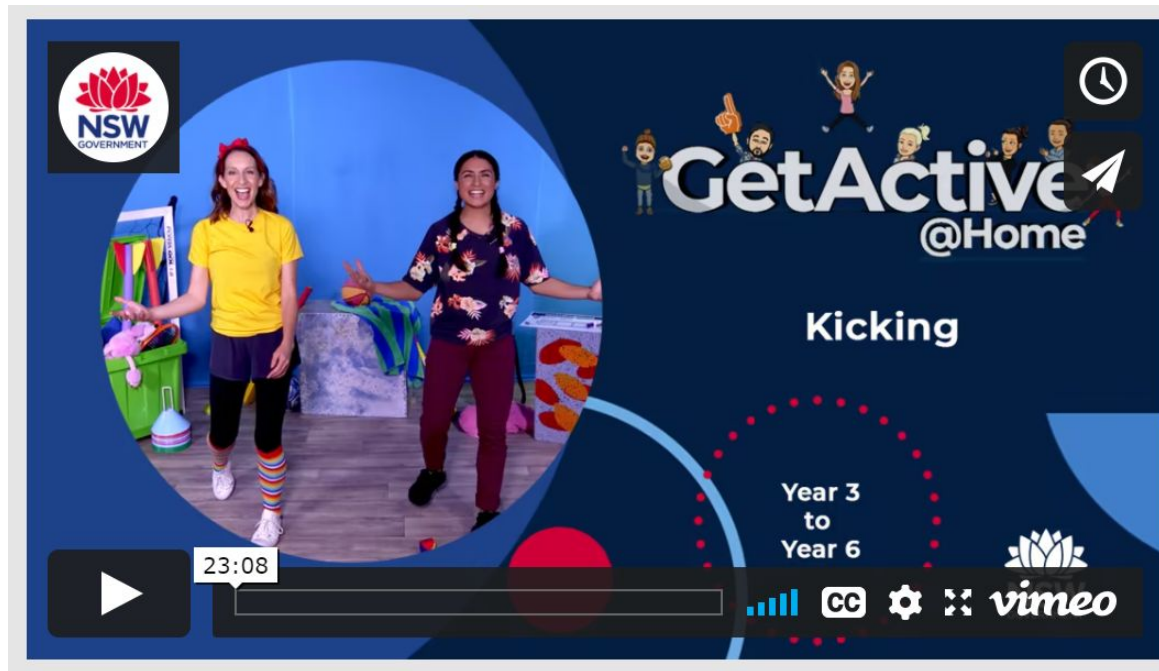 NSW
GOVERNMENT
GetActive
@Home
Kicking
Year 3
to
Year 6
23:08
CC
vimeo